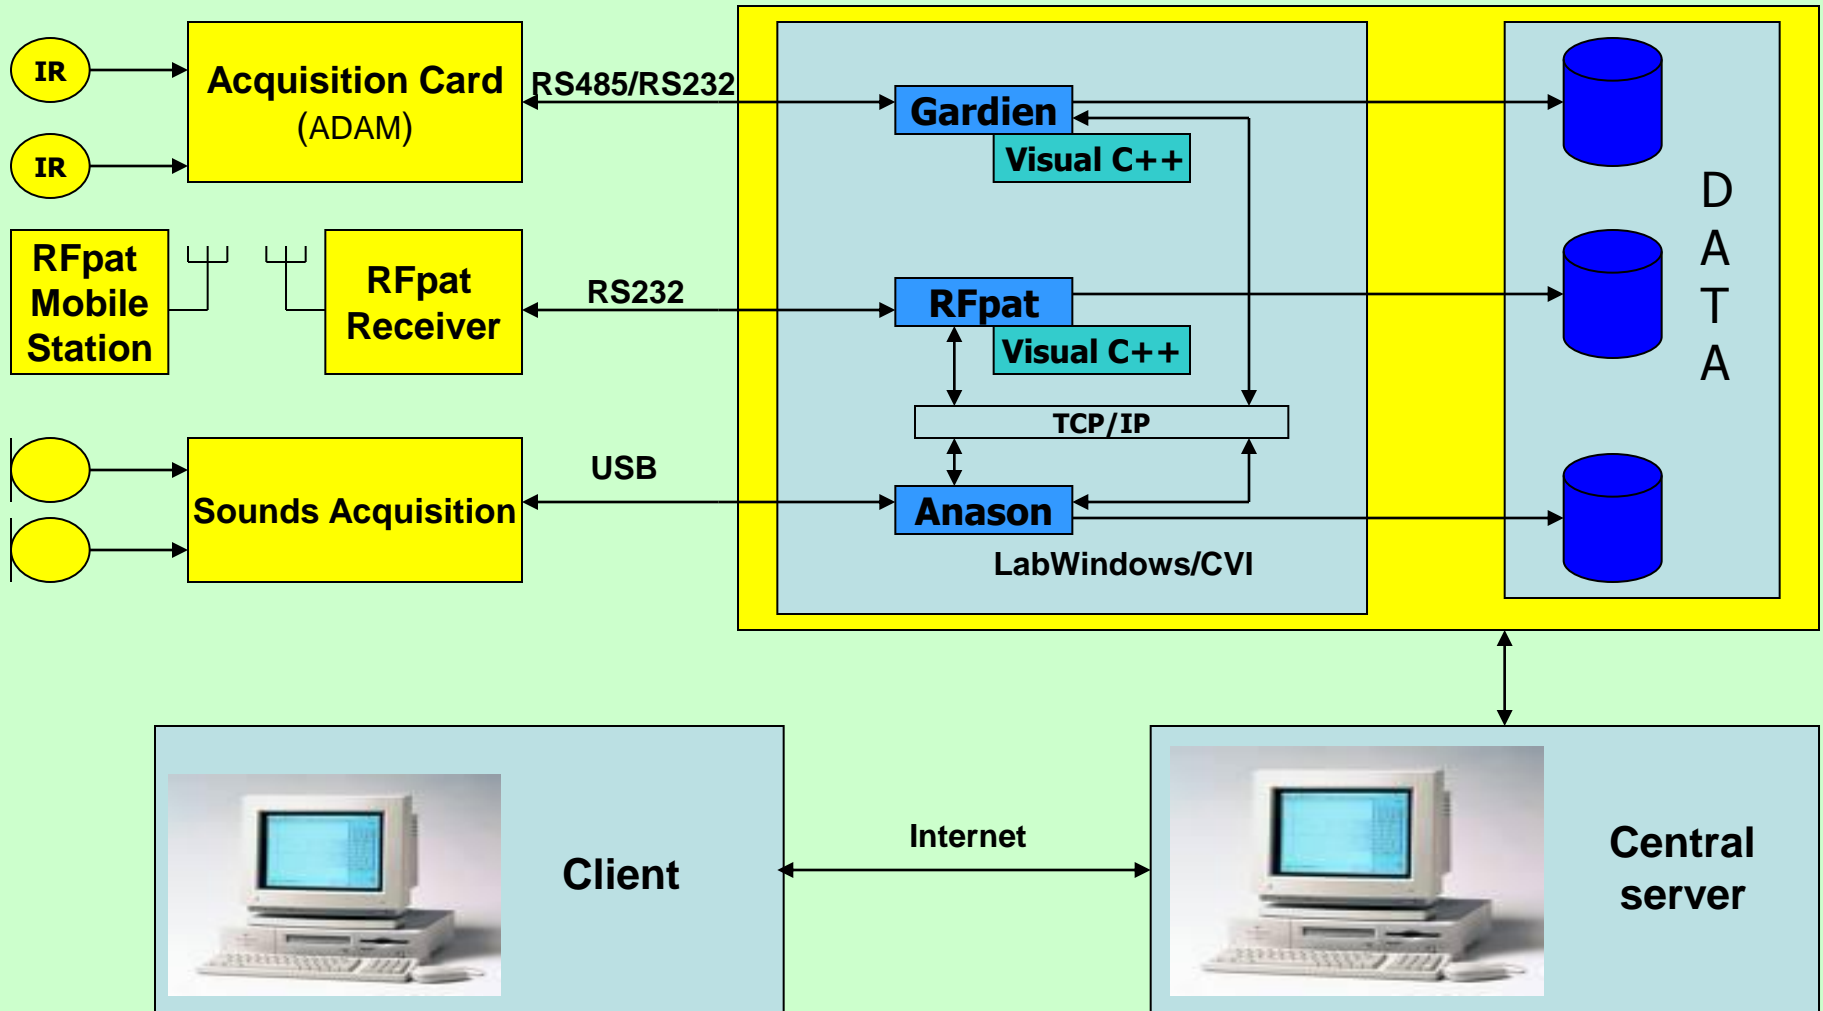 IR
Acquisition Card
(ADAM)
IR
RS485/RS232
Gardien
Visual C++
RFpat
Mobile
Station
RFpat
Receiver
RS232
RFpat
Visual C++
TCP/IP
Sounds Acquisition
USB
Anason
LabWindows/CVI
D
A
T
A
Client
Internet
Central
server